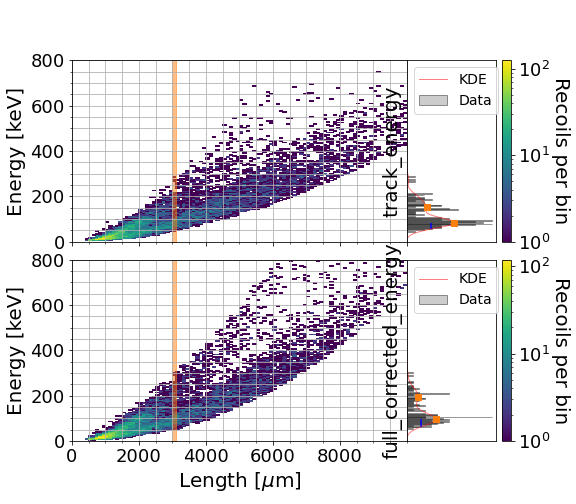 800
600
400
200
0
Energy [keV]
track_energy
KDE
Data
10²
10¹
10⁰
Recoils per bin
800
600
400
200
0
Energy [keV]
full_corrected_energy
KDE
Data
10²
10¹
10⁰
Recoils per bin
0 2000 4000 6000 8000
Length [μm]